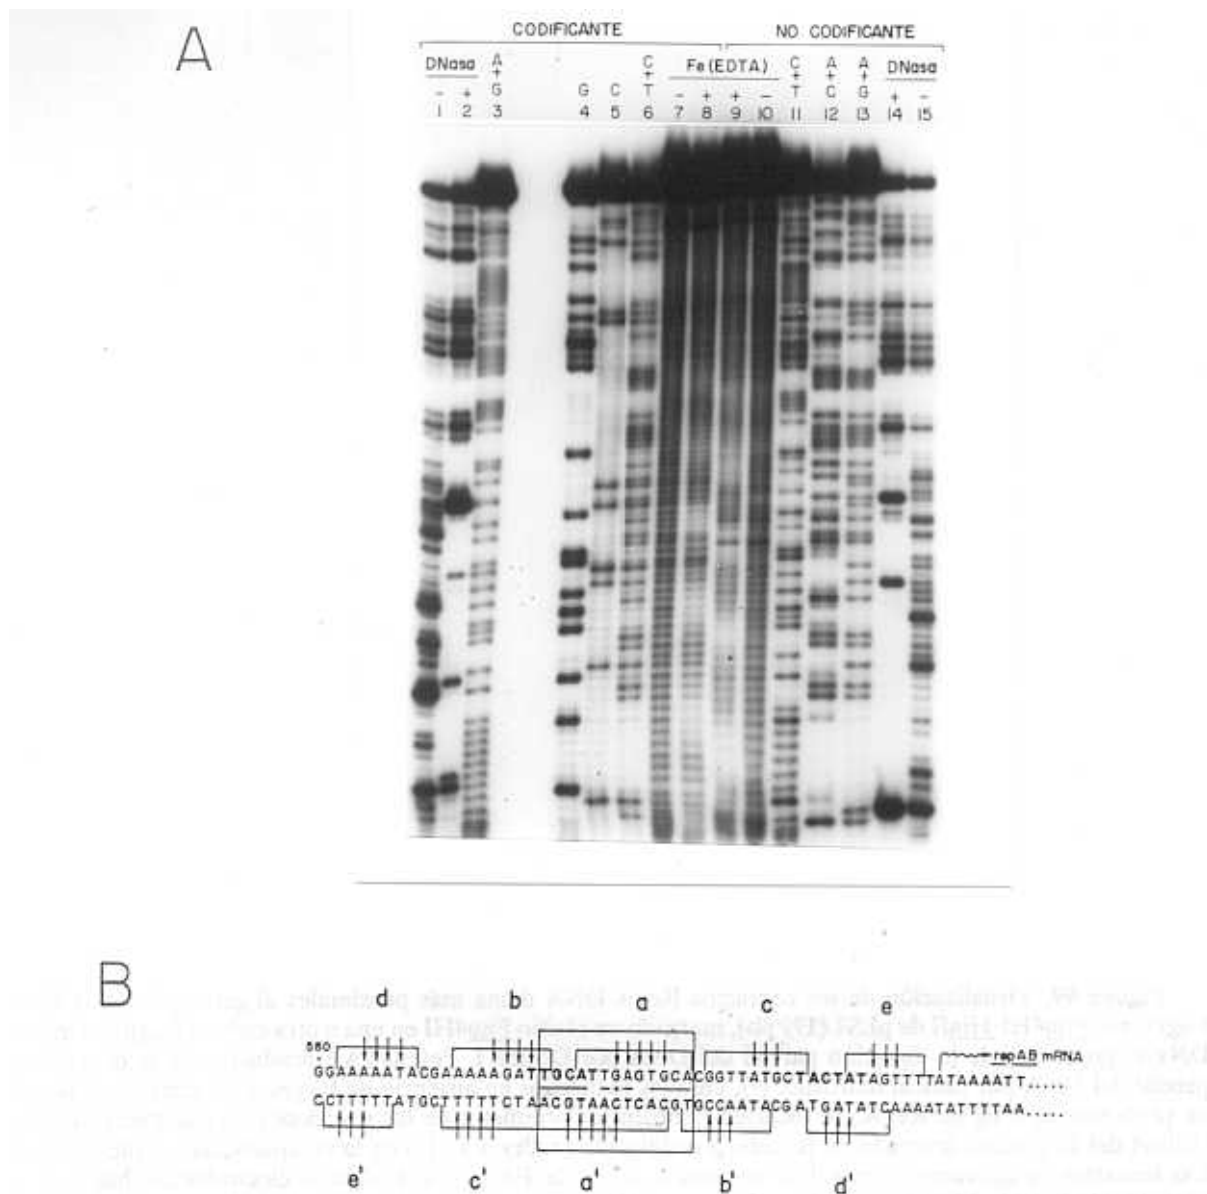 A
CODIFICANTE NO CODIFICANTE
DNasa A+G G C C+T Fe(EDTA) C+T A+C A+G DNasa
- + - + + - + -
1 2 3 4 5 6 7 8 9 10 11 12 13 14 15
B
d b a c e
560
repAB mRNA
GGAAAAATACGAAAAGATTGCATTGAGTGCACGGTTATGCTACTATAGTTTTATAAAATT.....
CCTTTTTATGCTTTTTCTAACGTAACTCACGTGCCAATACGATGATATCAAAATATTTTAA.....
e' c' a' b' d'